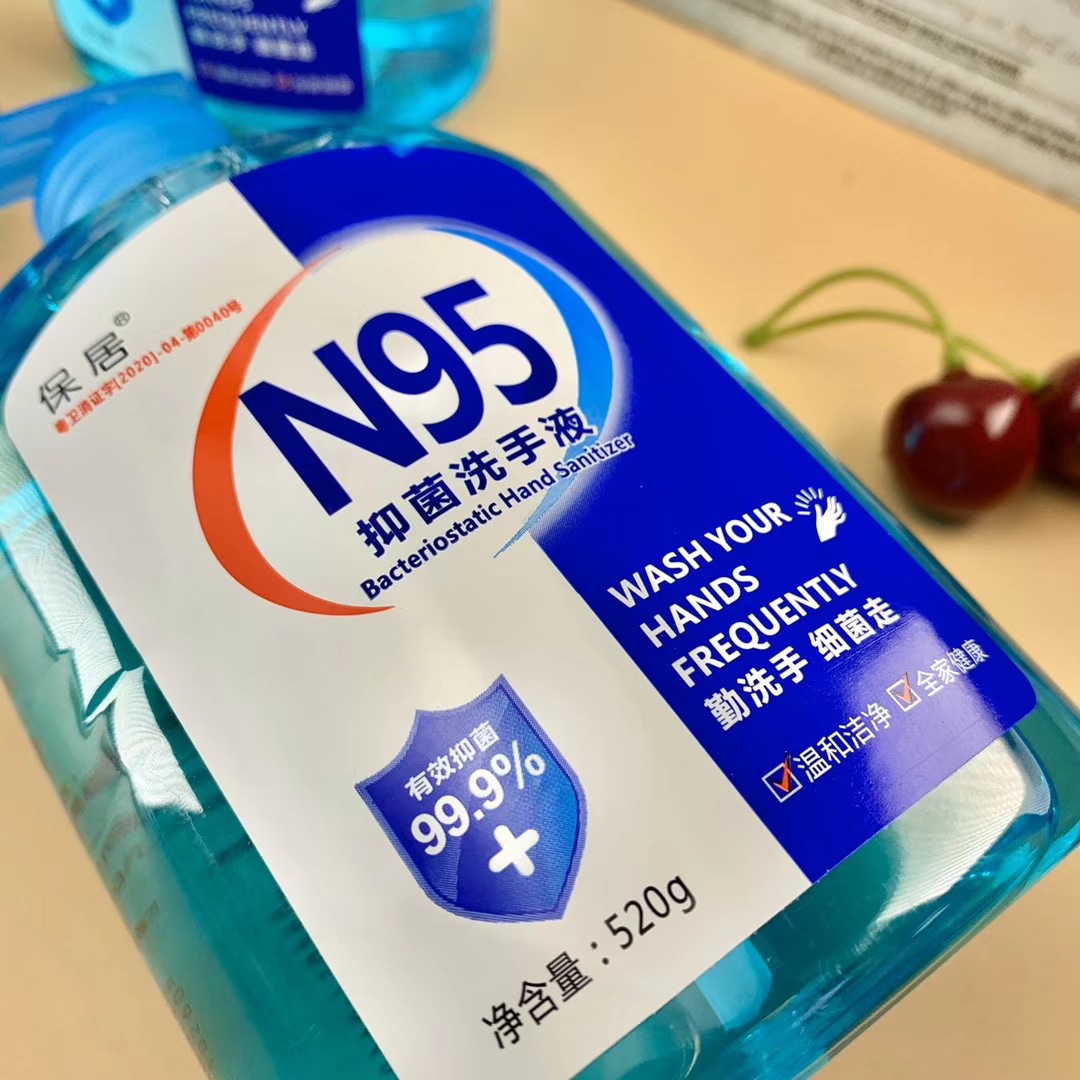 FREQUENTLY
保居®
粤卫消证字[2020]-04-第0040号
N95
抑菌洗手液
Bacteriostatic Hand Sanitizer
WASH YOUR
HANDS
FREQUENTLY
勤洗手 细菌走
温和洁净 全家健康
有效抑菌
99.9%
净含量：520g